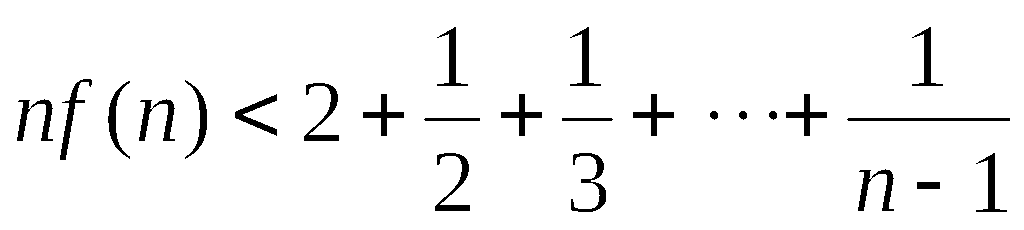 nf(n) < 2 + 1/2 + 1/3 + ⋯ + 1/(n - 1)